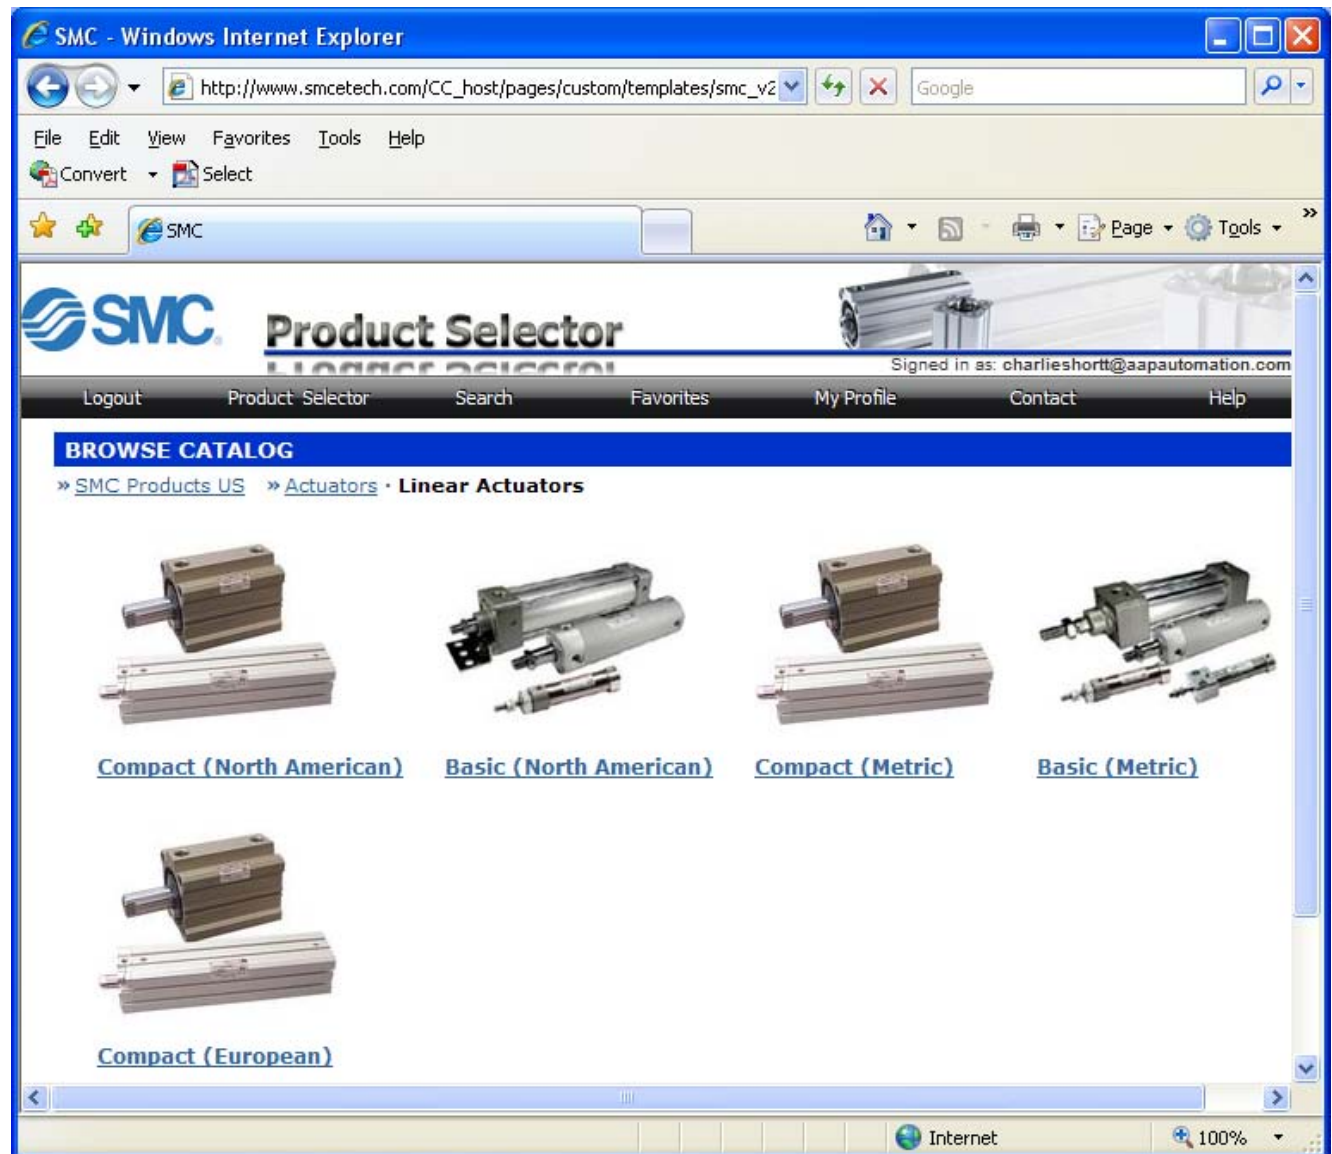 SMC - Windows Internet Explorer
http://www.smcetech.com/CC_host/pages/custom/templates/smc_v2
Google
File Edit View Favorites Tools Help
Convert Select
SMC
Page Tools »
SMC. Product Selector
Signed in as: charlieshortt@aapautomation.com
Logout Product Selector Search Favorites My Profile Contact Help
BROWSE CATALOG
» SMC Products US » Actuators · Linear Actuators
Compact (North American) Basic (North American) Compact (Metric) Basic (Metric)
Compact (European)
Internet 100%